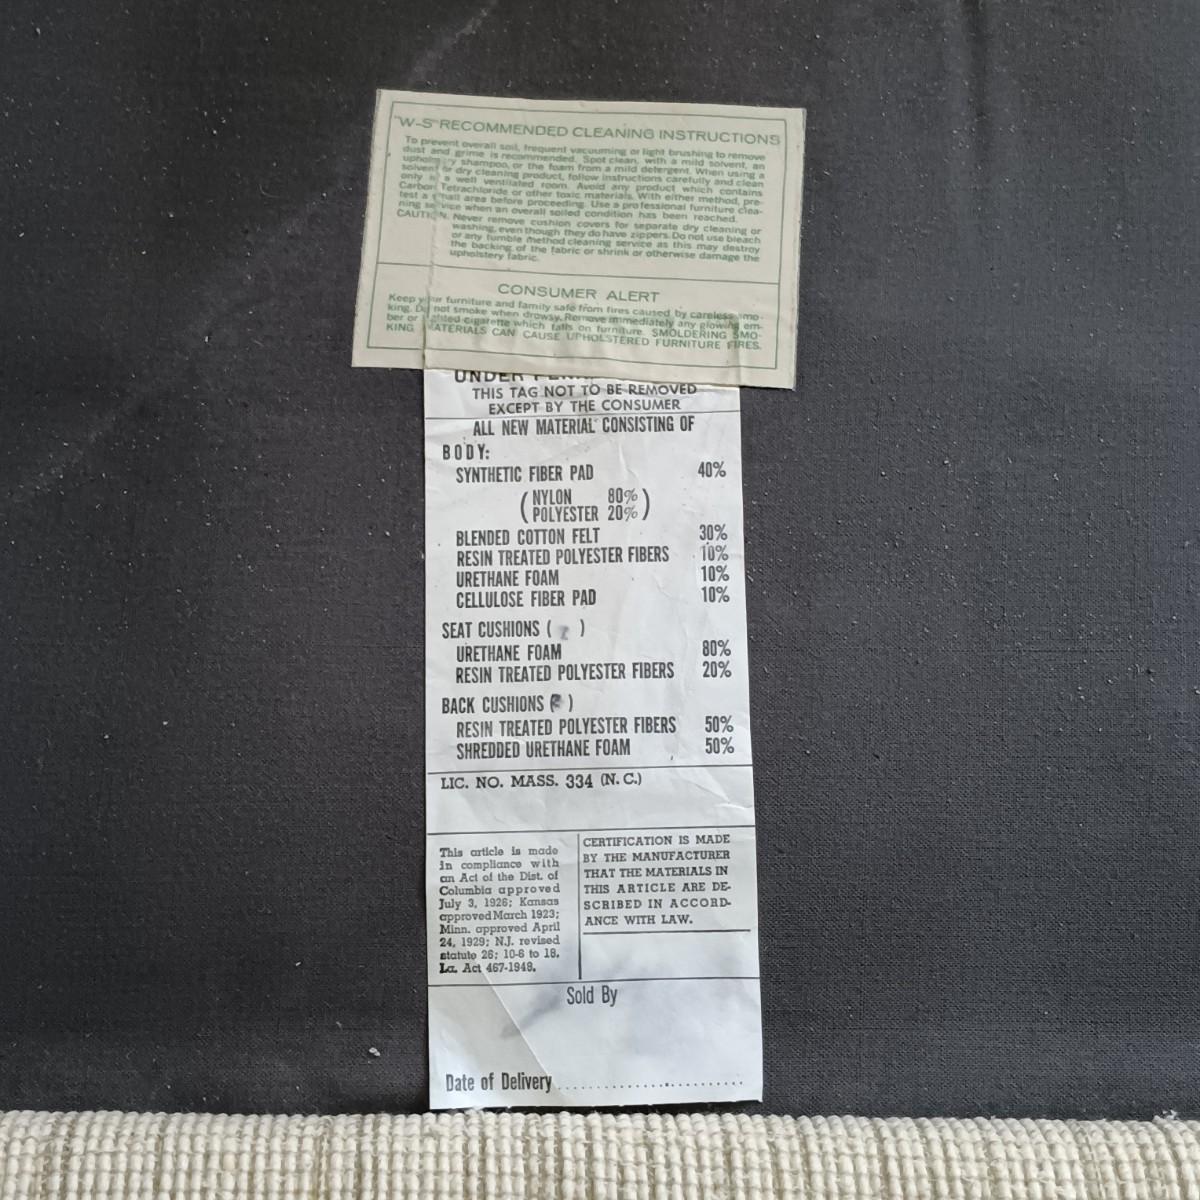 "W-S" RECOMMENDED CLEANING INSTRUCTIONS
To prevent overall soil, frequent vacuuming or light brushing to remove
dust and grime is recommended. Spot clean, with a mild solvent, an
upholstery shampoo, or the foam from a mild detergent. When using a
solvent or dry cleaning product, follow instructions carefully and clean
only in a well ventilated room. Avoid any product which contains
Carbon Tetrachloride or other toxic materials. With either method, pre-
test a small area before proceeding. Use a professional furniture clea-
ning service when an overall soiled condition has been reached.
CAUTION. Never remove cushion covers for separate dry cleaning or
washing, even though they do have zippers. Do not use bleach
or any tumble method cleaning service as this may destroy
the backing of the fabric or shrink or otherwise damage the
upholstery fabric.
CONSUMER ALERT
Keep your furniture and family safe from fires caused by careless smo-
king. Do not smoke when drowsy. Remove immediately any glowing em-
ber or lighted cigarette which falls on furniture. SMOLDERING SMO-
KING MATERIALS CAN CAUSE UPHOLSTERED FURNITURE FIRES.
UNDER
THIS TAG NOT TO BE REMOVED
EXCEPT BY THE CONSUMER
ALL NEW MATERIAL CONSISTING OF
BODY:
SYNTHETIC FIBER PAD 40%
(NYLON 80%
POLYESTER 20%)
BLENDED COTTON FELT 30%
RESIN TREATED POLYESTER FIBERS 10%
URETHANE FOAM 10%
CELLULOSE FIBER PAD 10%
SEAT CUSHIONS ( )
URETHANE FOAM 80%
RESIN TREATED POLYESTER FIBERS 20%
BACK CUSHIONS ( )
RESIN TREATED POLYESTER FIBERS 50%
SHREDDED URETHANE FOAM 50%
LIC. NO. MASS. 334 (N.C.)
This article is made
in compliance with
an Act of the Dist. of
Columbia approved
July 3, 1926; Kansas
approved March 1923;
Minn. approved April
24, 1929; N.J. revised
statute 26; 10-6 to 18.
La. Act 467-1948.
CERTIFICATION IS MADE
BY THE MANUFACTURER
THAT THE MATERIALS IN
THIS ARTICLE ARE DE-
SCRIBED IN ACCORD-
ANCE WITH LAW.
Sold By
Date of Delivery